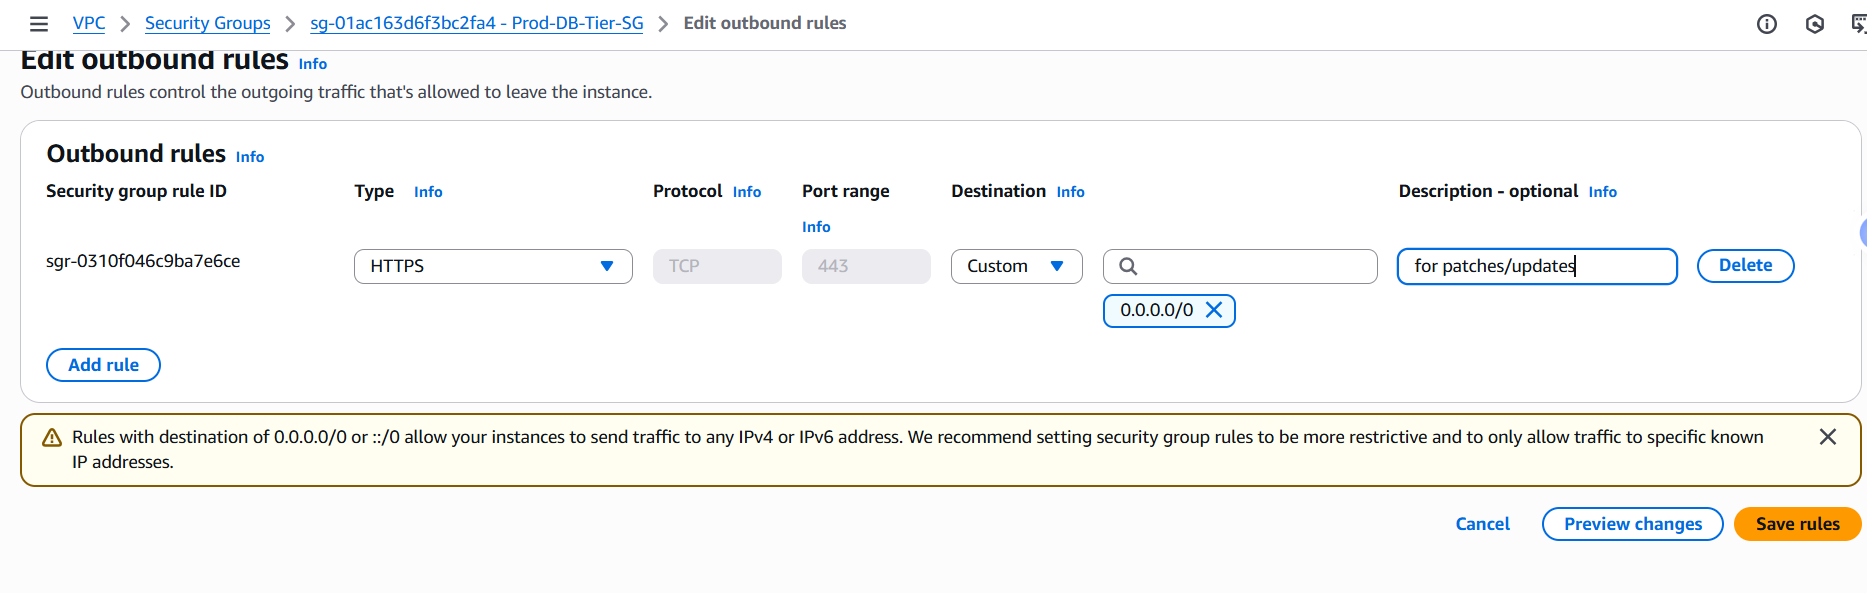 VPC > Security Groups > sg-01ac163d6f3bc2fa4 - Prod-DB-Tier-SG > Edit outbound rules
Edit outbound rules Info
Outbound rules control the outgoing traffic that's allowed to leave the instance.
Outbound rules Info
Security group rule ID Type Info Protocol Info Port range Destination Info Description - optional Info
Info
sgr-0310f046c9ba7e6ce HTTPS TCP 443 Custom for patches/updates Delete
0.0.0.0/0
Add rule
Rules with destination of 0.0.0.0/0 or ::/0 allow your instances to send traffic to any IPv4 or IPv6 address. We recommend setting security group rules to be more restrictive and to only allow traffic to specific known
IP addresses.
Cancel Preview changes Save rules